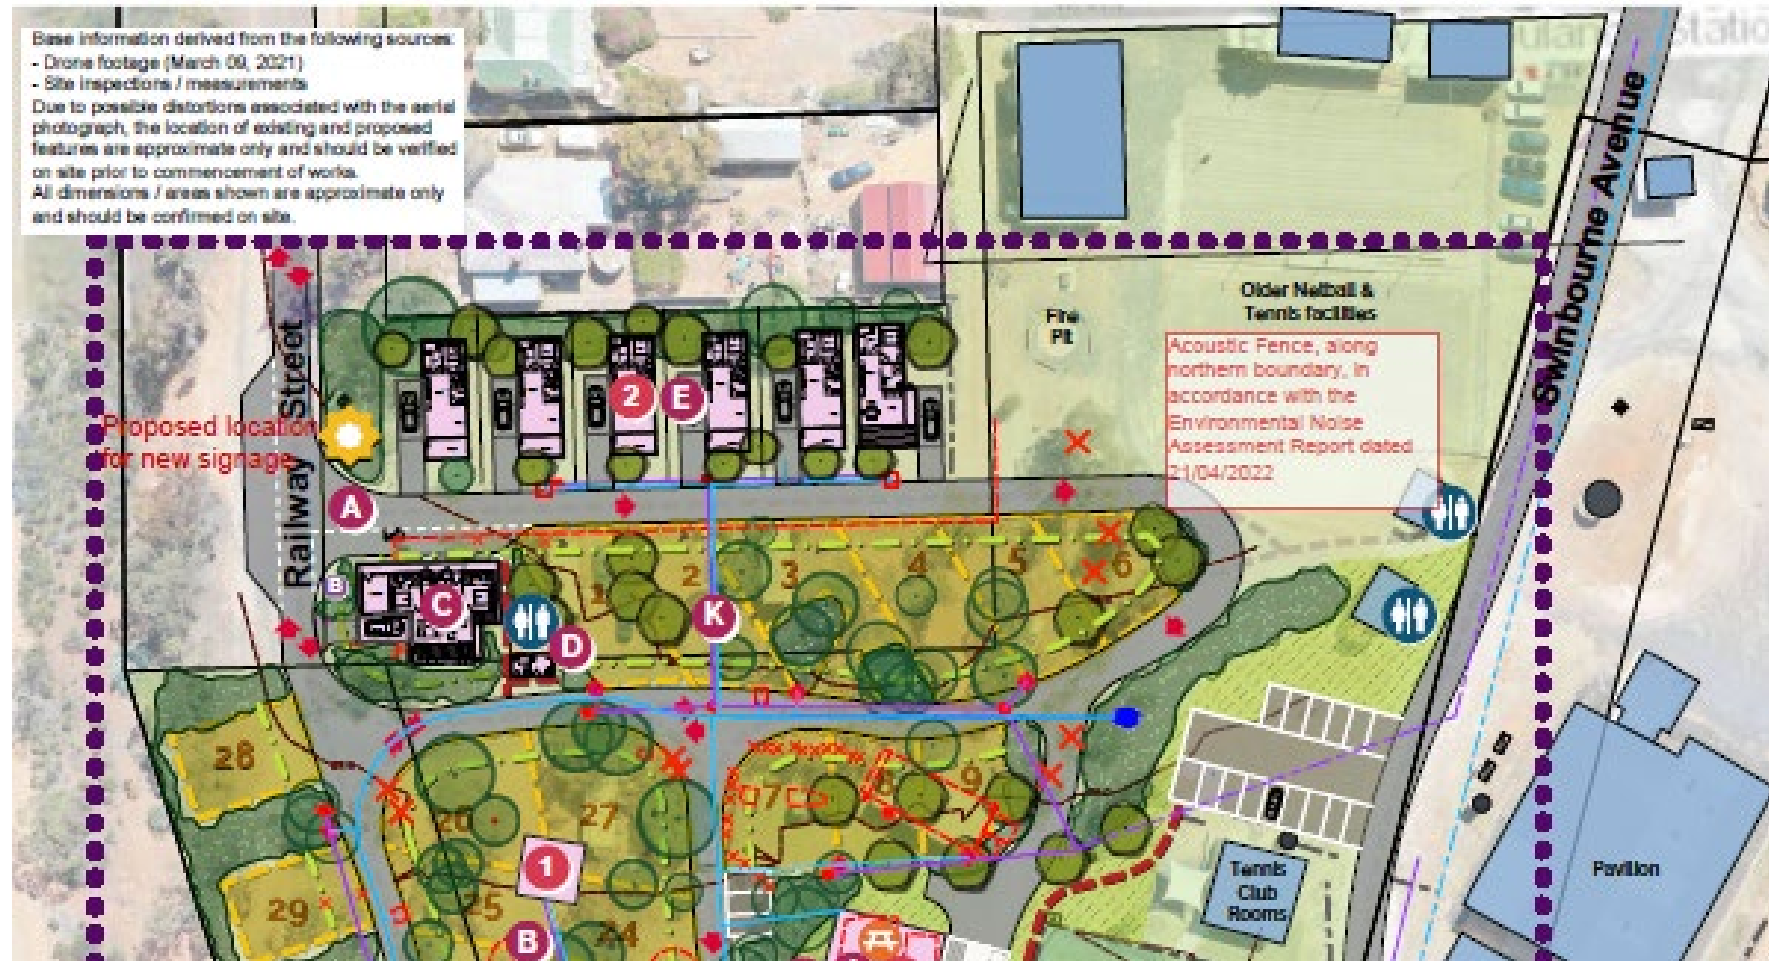 Base information derived from the following sources:
- Drone footage (March 09, 2021)
- Site inspections / measurements
Due to possible distortions associated with the aerial
photograph, the location of existing and proposed
features are approximate only and should be verified
on site prior to commencement of works.
All dimensions / areas shown are approximate only
and should be confirmed on site.
Swinbourne Avenue
Older Netball &
Tennis facilities
Fire
Pit
Acoustic Fence, along
northern boundary, in
accordance with the
Environmental Noise
Assessment Report dated
21/04/2022
Railway Street
Proposed location
for new signage
2
E
A
B
C
D
K
1
2
3
4
5
6
28
26
27
7
8
9
1
29
25
24
B
Tennis
Club
Rooms
Pavilion